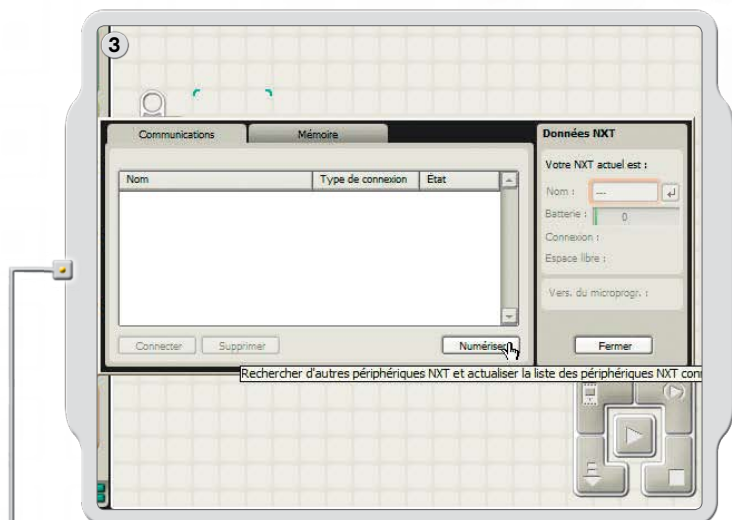 3
Communications
Mémoire
Nom Type de connexion État
Connecter Supprimer Numériser
Rechercher d'autres périphériques NXT et actualiser la liste des périphériques NXT con
Données NXT
Votre NXT actuel est :
Nom : ---
Batterie : 0
Connexion :
Espace libre :
Vers. du microprogr. :
Fermer